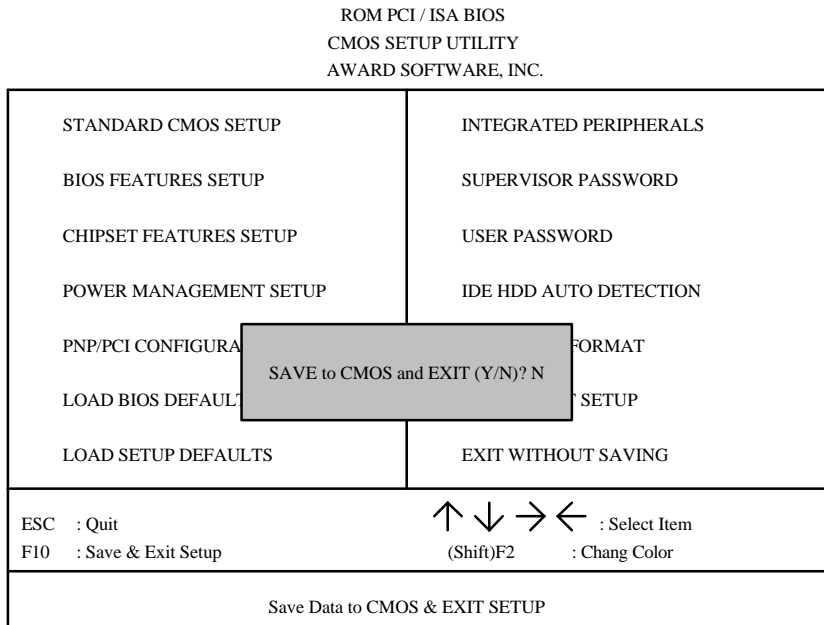 ROM PCI / ISA BIOS
CMOS SETUP UTILITY
AWARD SOFTWARE, INC.
STANDARD CMOS SETUP
INTEGRATED PERIPHERALS
BIOS FEATURES SETUP
SUPERVISOR PASSWORD
CHIPSET FEATURES SETUP
USER PASSWORD
POWER MANAGEMENT SETUP
IDE HDD AUTO DETECTION
PNP/PCI CONFIGURA
FORMAT
SAVE to CMOS and EXIT (Y/N)? N
LOAD BIOS DEFAULT
SETUP
LOAD SETUP DEFAULTS
EXIT WITHOUT SAVING
ESC : Quit
↑ ↓ → ← : Select Item
F10 : Save & Exit Setup
(Shift)F2 : Chang Color
Save Data to CMOS & EXIT SETUP